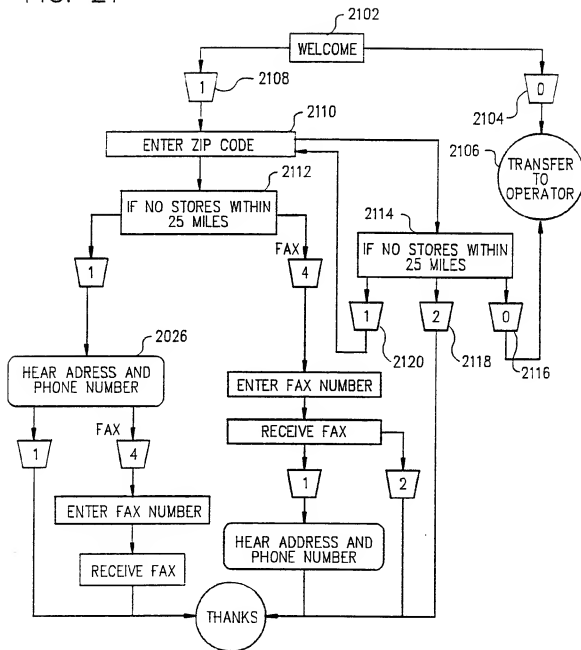 FIG. 21
2102
WELCOME
1
2108
0
2104
2110
ENTER ZIP CODE
2106
TRANSFER
TO
OPERATOR
2112
IF NO STORES WITHIN
25 MILES
2114
IF NO STORES WITHIN
25 MILES
1
FAX
4
1
2120
2
2118
0
2116
2026
HEAR ADRESS AND
PHONE NUMBER
ENTER FAX NUMBER
RECEIVE FAX
1
FAX
4
1
2
ENTER FAX NUMBER
HEAR ADDRESS AND
PHONE NUMBER
RECEIVE FAX
THANKS